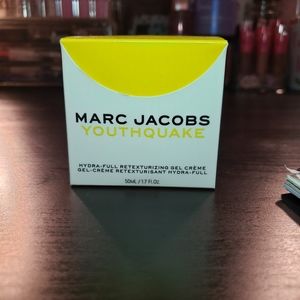 MARC JACOBS
YOUTHQUAKE
HYDRA-FULL RETEXTURIZING GEL CRÈME
GEL-CRÈME RETEXTURISANT HYDRA-FULL
50mL / 1.7 Fl.Oz